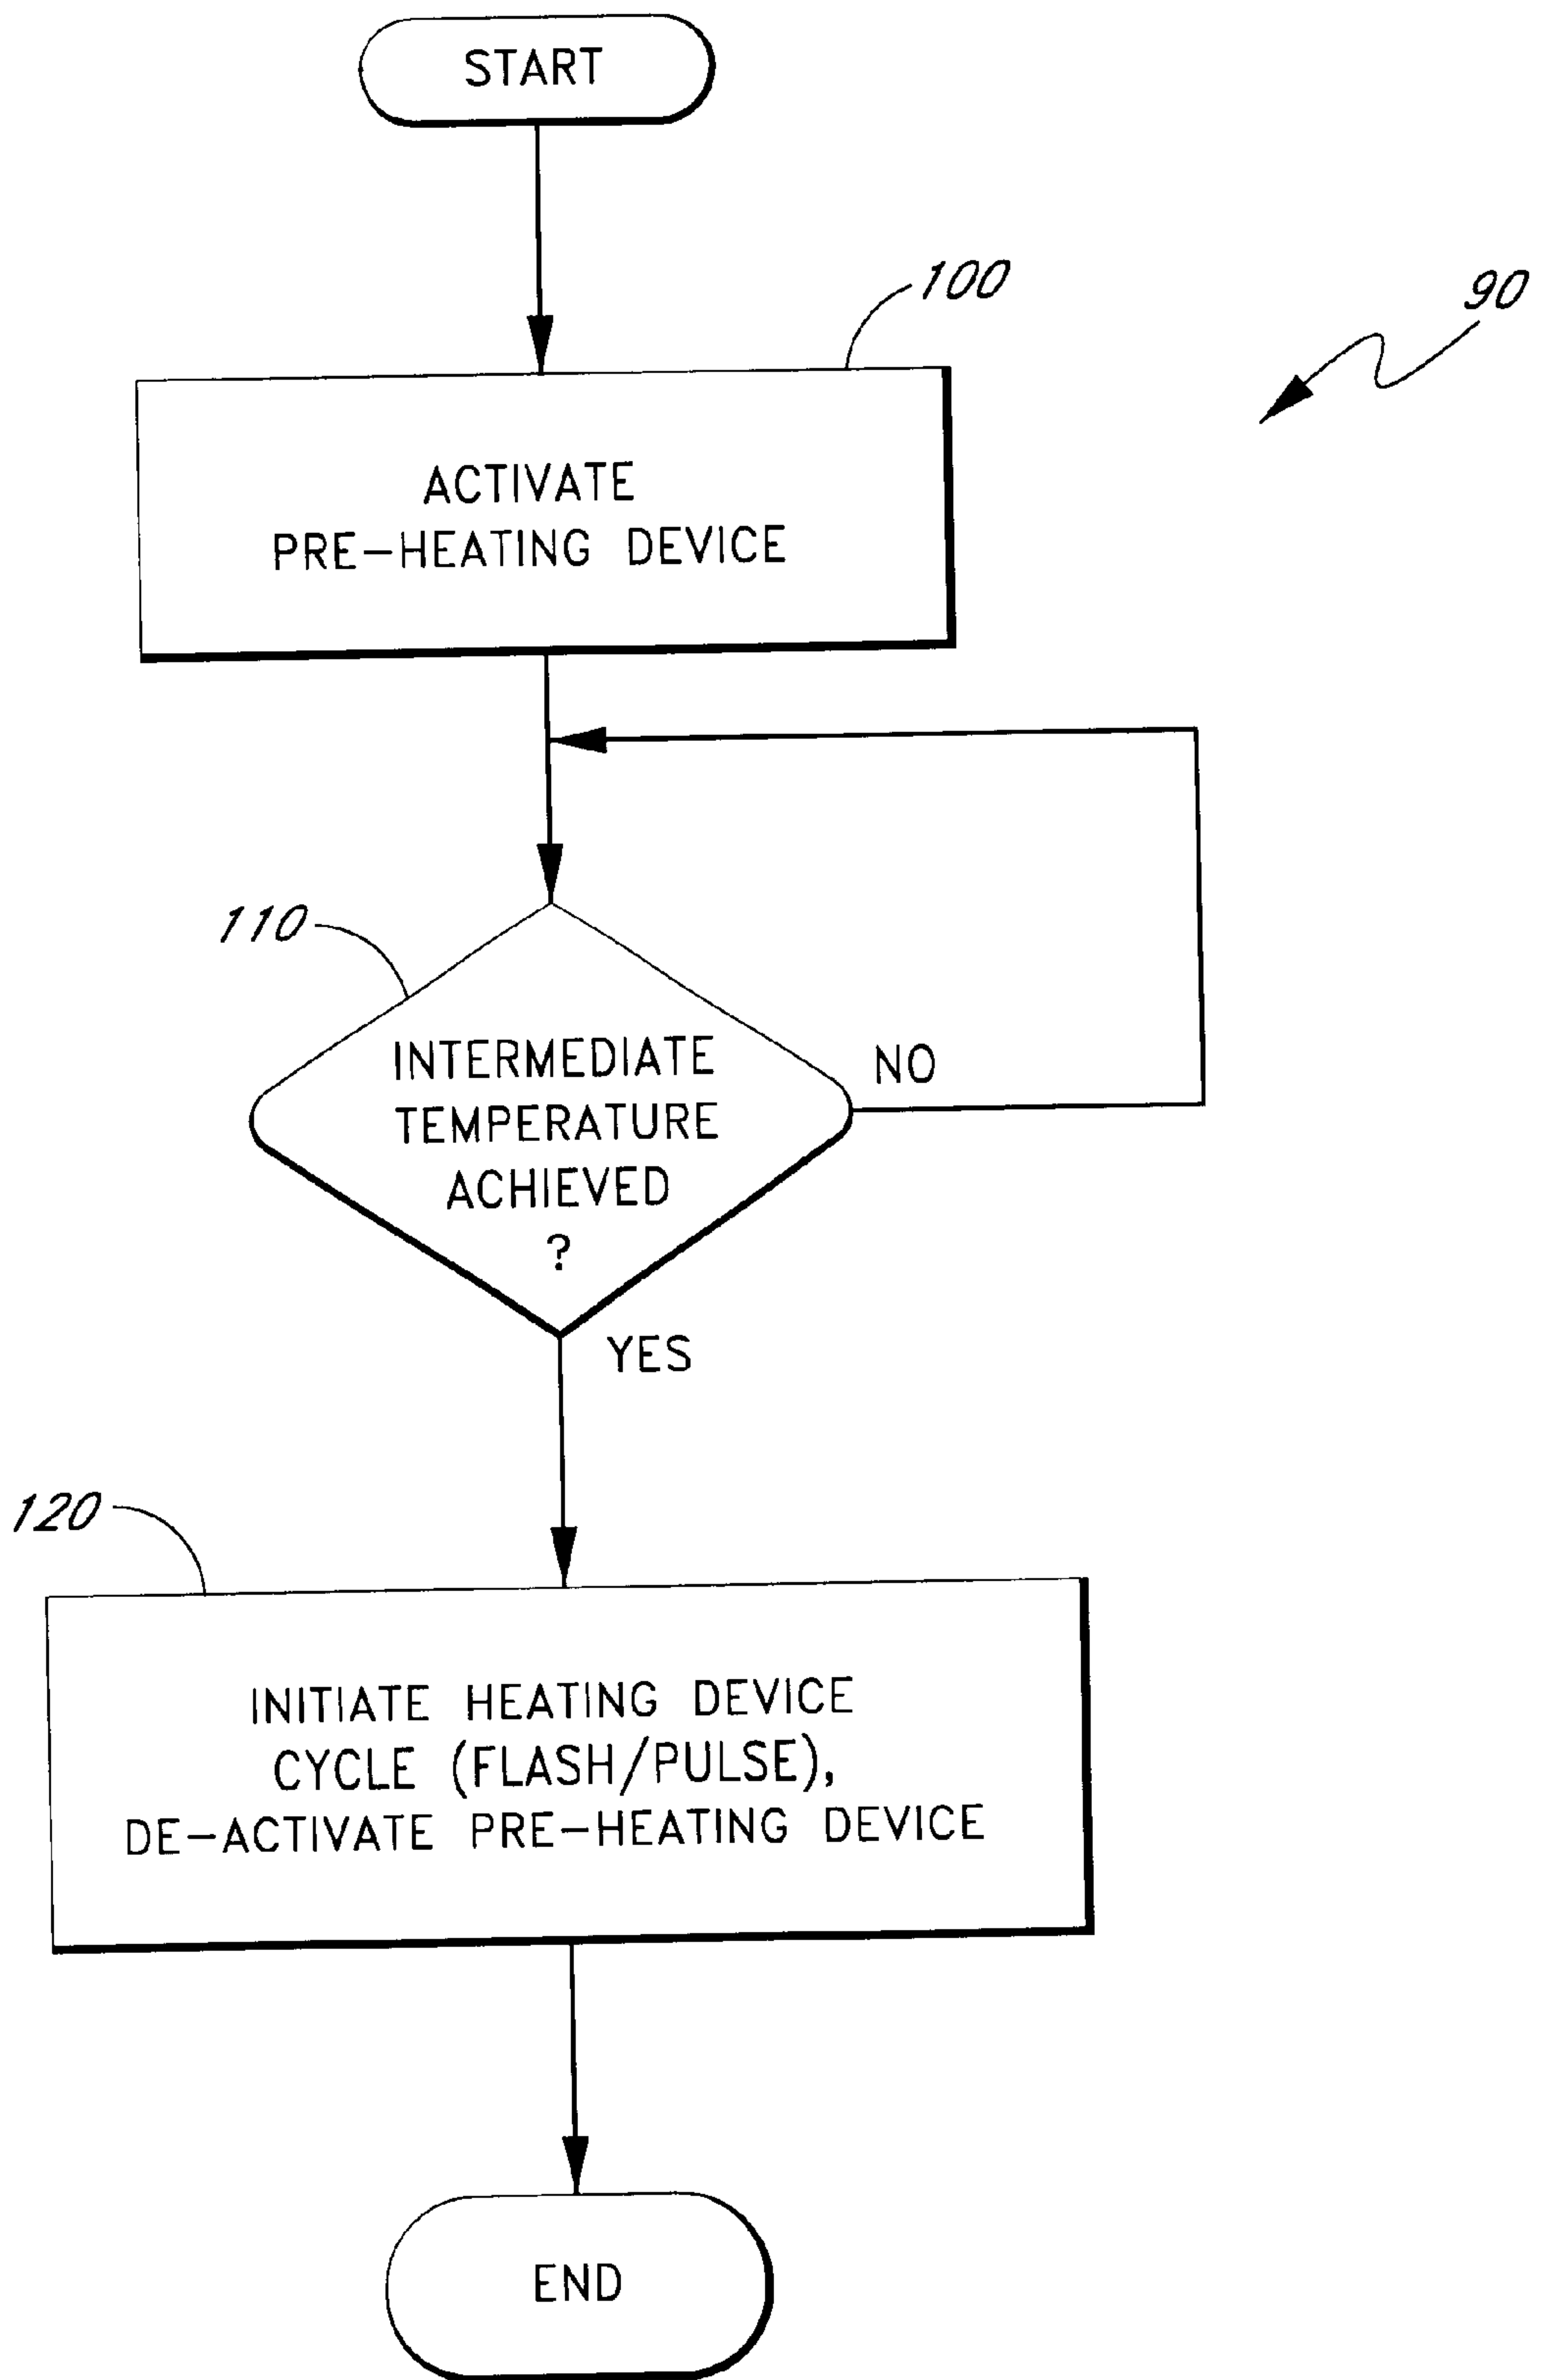 START
100
90
ACTIVATE
PRE-HEATING DEVICE
110
INTERMEDIATE
TEMPERATURE
ACHIEVED
?
NO
YES
120
INITIATE HEATING DEVICE
CYCLE (FLASH/PULSE),
DE-ACTIVATE PRE-HEATING DEVICE
END